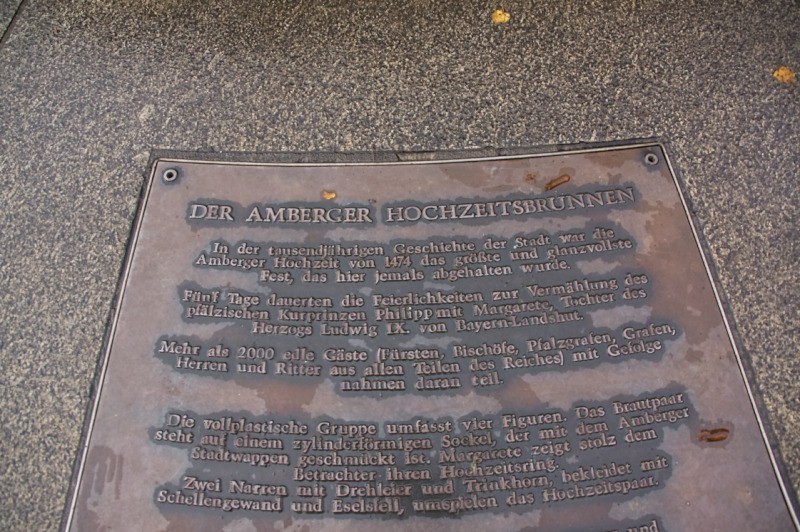 DER AMBERGER HOCHZEITSBRUNNEN
In der tausendjährigen Geschichte der Stadt war die
Amberger Hochzeit von 1474 das größte und glanzvollste
Fest, das hier jemals abgehalten wurde.
Fünf Tage dauerten die Feierlichkeiten zur Vermählung des
pfälzischen Kurprinzen Philipp mit Margarete, Tochter des
Herzogs Ludwig IX. von Bayern-Landshut.
Mehr als 2000 edle Gäste (Fürsten, Bischöfe, Pfalzgrafen, Grafen,
Herren und Ritter aus allen Teilen des Reiches) mit Gefolge
nahmen daran teil.
Die vollplastische Gruppe umfasst vier Figuren. Das Brautpaar
steht auf einem zylinderförmigen Sockel, der mit dem Amberger
Stadtwappen geschmückt ist. Margarete zeigt stolz dem
Betrachter ihren Hochzeitsring.
Zwei Narren mit Drehleier und Trinkhorn, bekleidet mit
Schellengewand und Eselsfell, umspielen das Hochzeitspaar.
und